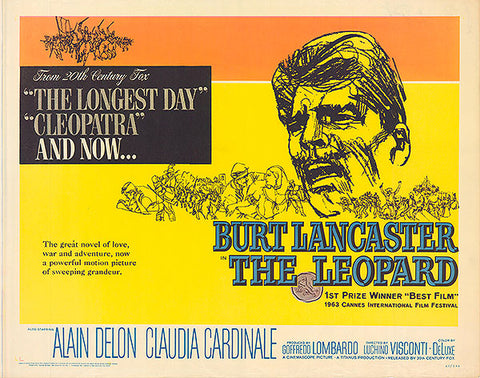 From 20th Century Fox
"THE LONGEST DAY"
"CLEOPATRA"
AND NOW...
The great novel of love,
war and adventure, now
a powerful motion picture
of sweeping grandeur.
BURT LANCASTER
IN THE LEOPARD
1ST PRIZE WINNER "BEST FILM"
1963 CANNES INTERNATIONAL FILM FESTIVAL
ALSO STARRING ALAIN DELON CLAUDIA CARDINALE
PRODUCED BY GOFFREDO LOMBARDO DIRECTED BY LUCHINO VISCONTI COLOR BY DELUXE
A CINEMASCOPE PICTURE • A TITANUS PRODUCTION • RELEASED BY 20TH CENTURY FOX